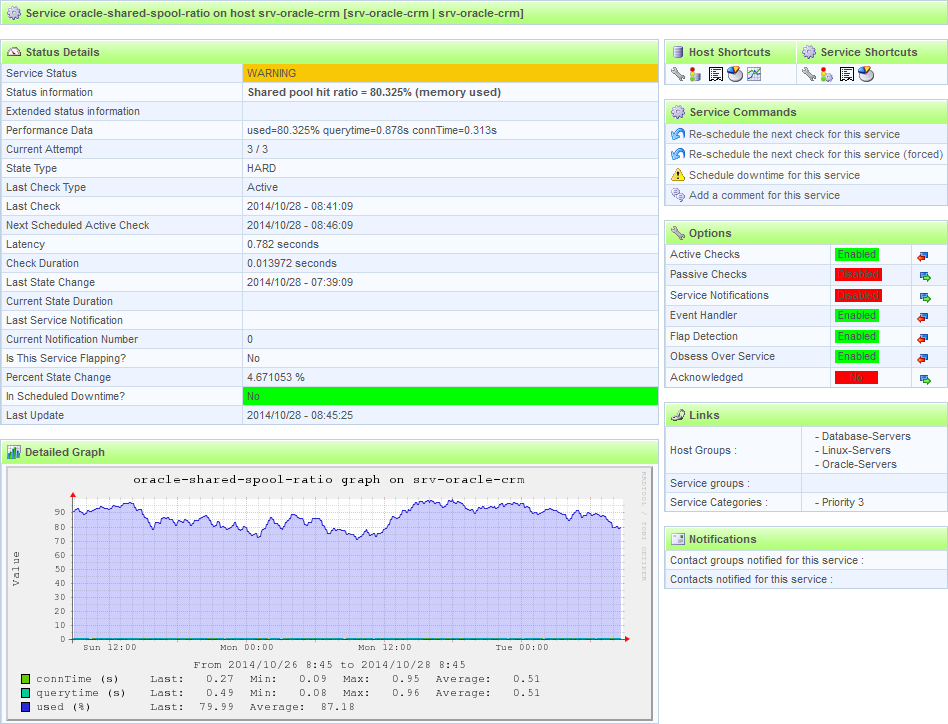 Service oracle-shared-spool-ratio on host srv-oracle-crm [srv-oracle-crm | srv-oracle-crm]
Status Details
Service Status WARNING
Status information Shared pool hit ratio = 80.325% (memory used)
Extended status information
Performance Data used=80.325% querytime=0.878s connTime=0.313s
Current Attempt 3 / 3
State Type HARD
Last Check Type Active
Last Check 2014/10/28 - 08:41:09
Next Scheduled Active Check 2014/10/28 - 08:46:09
Latency 0.782 seconds
Check Duration 0.013972 seconds
Last State Change 2014/10/28 - 07:39:09
Current State Duration
Last Service Notification
Current Notification Number 0
Is This Service Flapping? No
Percent State Change 4.671053 %
In Scheduled Downtime? No
Last Update 2014/10/28 - 08:45:25
Detailed Graph
oracle-shared-spool-ratio graph on srv-oracle-crm
Value
90
80
70
60
50
40
30
20
10
0
Sun 12:00 Mon 00:00 Mon 12:00 Tue 00:00
From 2014/10/26 8:45 to 2014/10/28 8:45
connTime (s) Last: 0.27 Min: 0.09 Max: 0.95 Average: 0.51
querytime (s) Last: 0.49 Min: 0.08 Max: 0.96 Average: 0.51
used (%) Last: 79.99 Average: 87.18
RRDTOOL / TOBI OETIKER
Host Shortcuts Service Shortcuts
Service Commands
Re-schedule the next check for this service
Re-schedule the next check for this service (forced)
Schedule downtime for this service
Add a comment for this service
Options
Active Checks Enabled
Passive Checks Disabled
Service Notifications Disabled
Event Handler Enabled
Flap Detection Enabled
Obsess Over Service Enabled
Acknowledged No
Links
Host Groups :
- Database-Servers
- Linux-Servers
- Oracle-Servers
Service groups :
Service Categories : - Priority 3
Notifications
Contact groups notified for this service :
Contacts notified for this service :